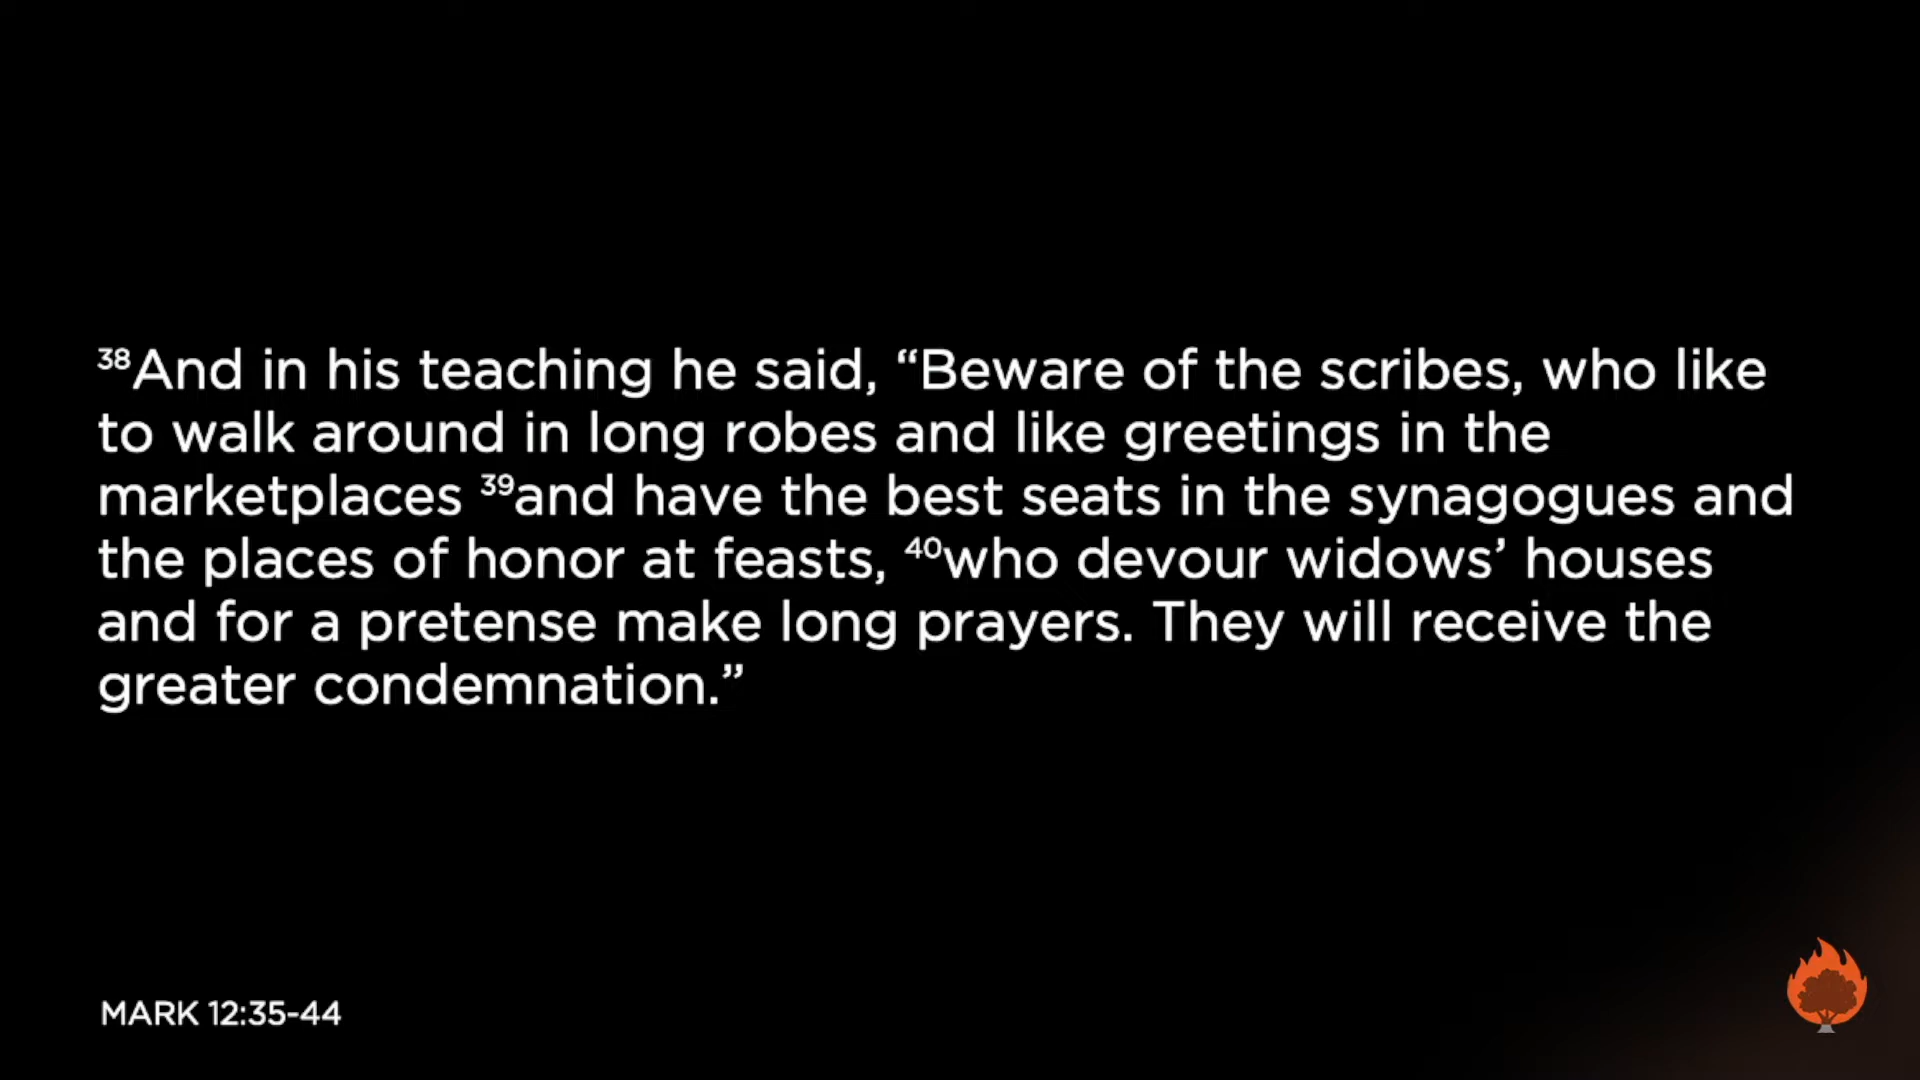 ³⁸And in his teaching he said, “Beware of the scribes, who like
to walk around in long robes and like greetings in the
marketplaces ³⁹and have the best seats in the synagogues and
the places of honor at feasts, ⁴⁰who devour widows’ houses
and for a pretense make long prayers. They will receive the
greater condemnation.”
MARK 12:35-44